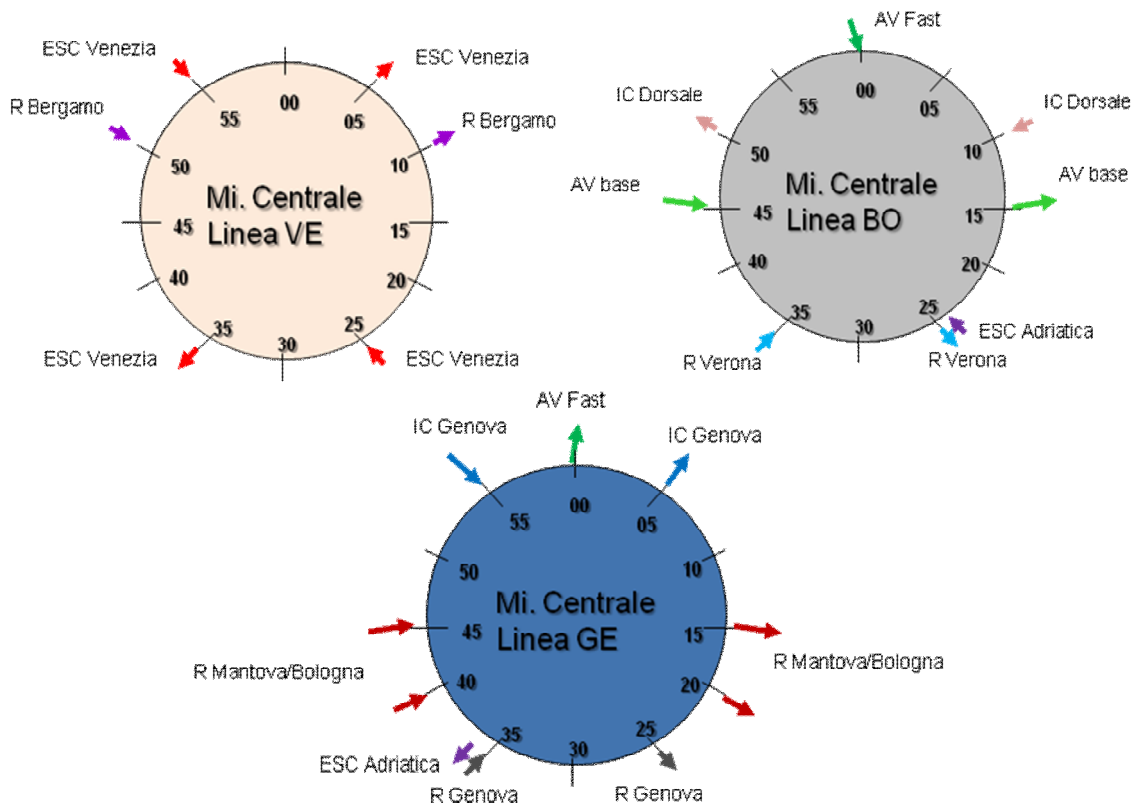 ESC Venezia
ESC Venezia
R Bergamo
R Bergamo
00
05
10
15
20
25
30
35
40
45
50
55
Mi. Centrale
Linea VE
ESC Venezia
ESC Venezia
AV Fast
IC Dorsale
IC Dorsale
AV base
AV base
00
05
10
15
20
25
30
35
40
45
50
55
Mi. Centrale
Linea BO
R Verona
R Verona
ESC Adriatica
AV Fast
IC Genova
IC Genova
00
05
10
15
20
25
30
35
40
45
50
55
Mi. Centrale
Linea GE
R Mantova/Bologna
R Mantova/Bologna
ESC Adriatica
R Genova
R Genova